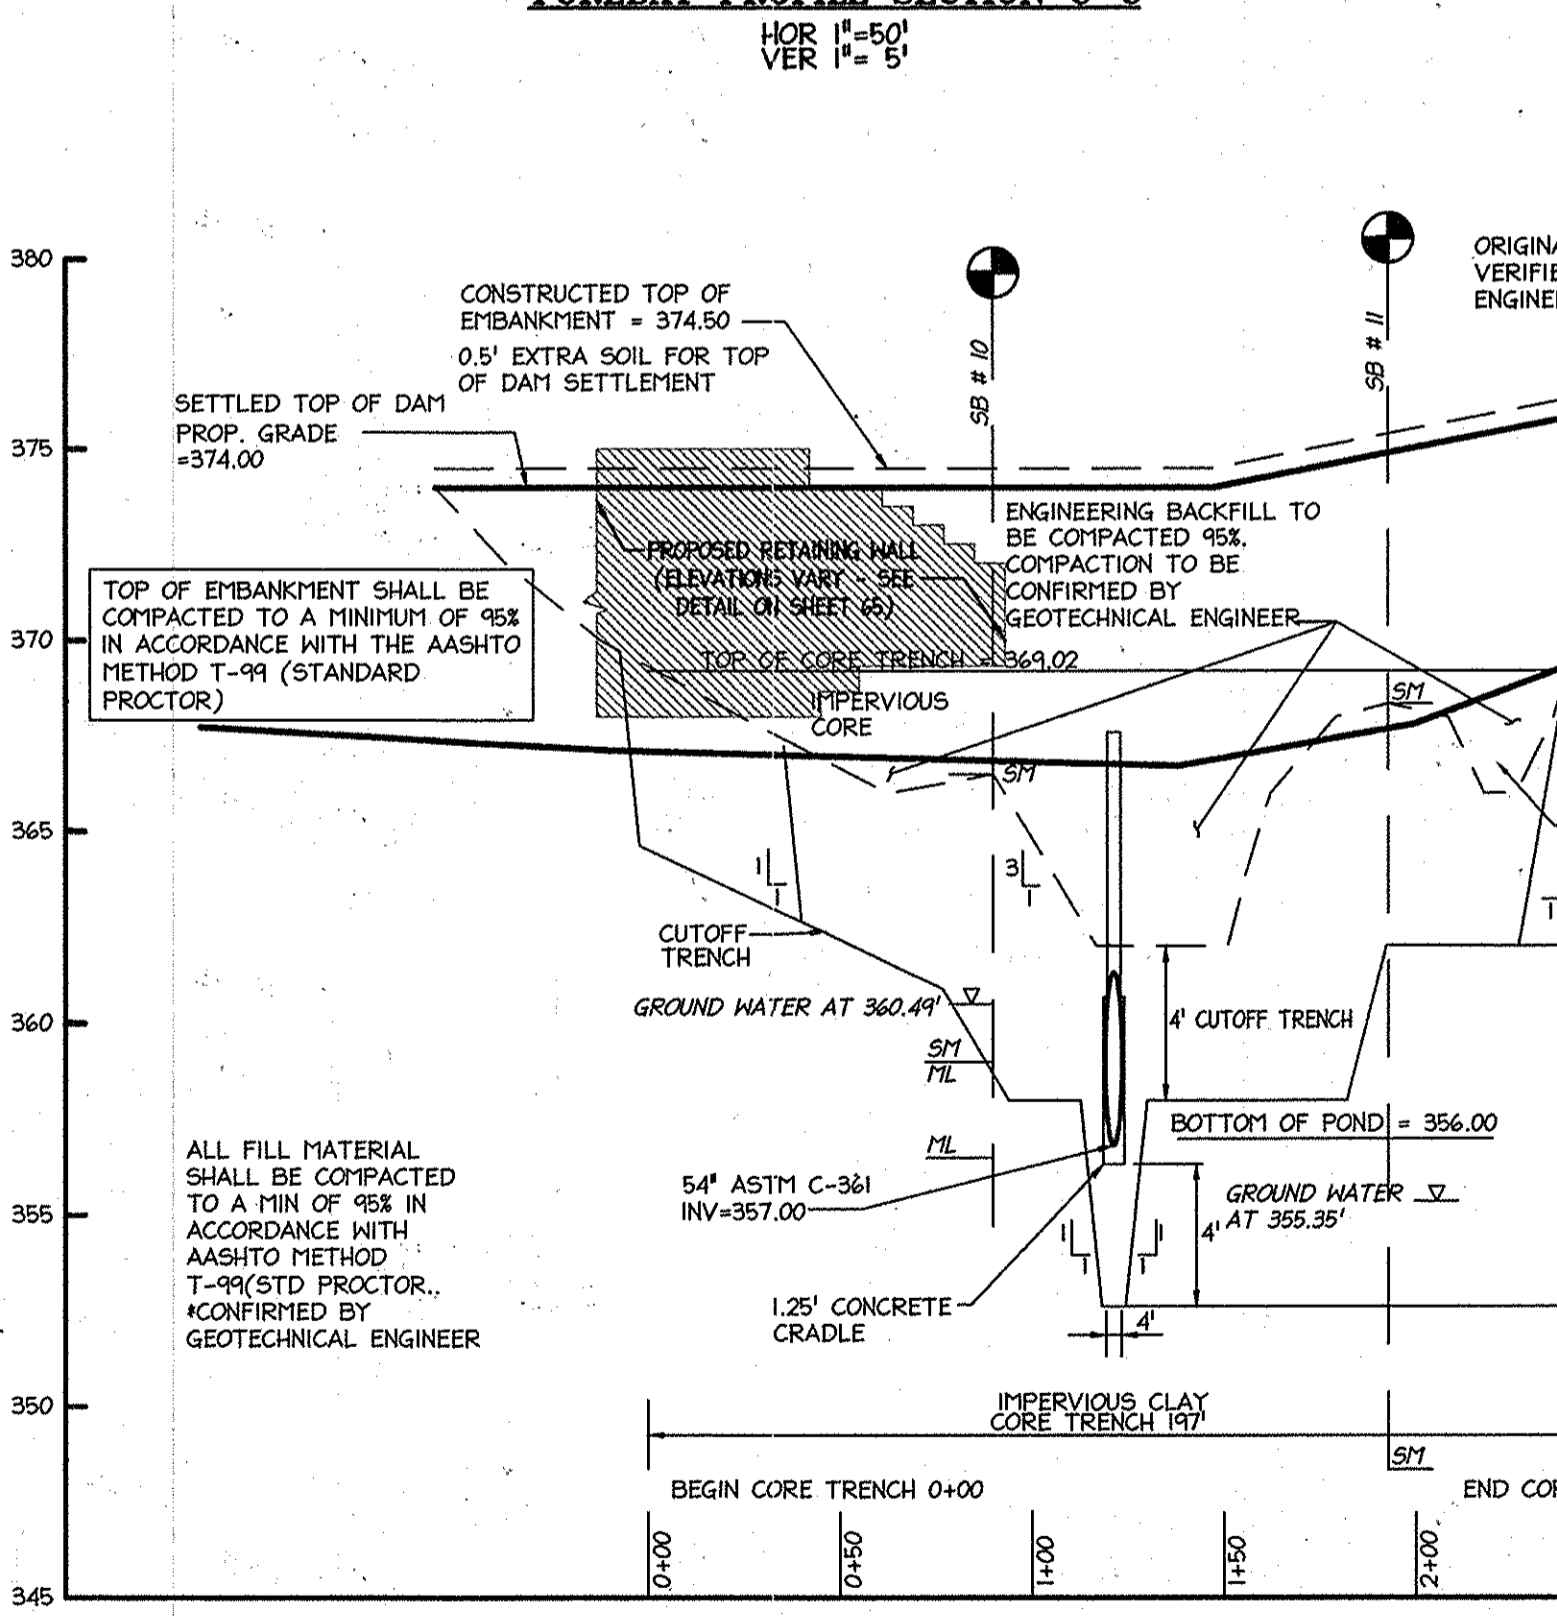 FOREBAY PROFILE SECTION
HOR 1"=50'
VER 1"= 5'
380
375
370
365
360
355
350
345
CONSTRUCTED TOP OF
EMBANKMENT = 374.50
0.5' EXTRA SOIL FOR TOP
OF DAM SETTLEMENT
SETTLED TOP OF DAM
PROP. GRADE
=374.00
SB # 10
SB # 11
ORIGINA
VERIFIE
ENGINEE
TOP OF EMBANKMENT SHALL BE
COMPACTED TO A MINIMUM OF 95%
IN ACCORDANCE WITH THE AASHTO
METHOD T-99 (STANDARD
PROCTOR)
PROPOSED RETAINING WALL
(ELEVATIONS VARY - SEE
DETAIL ON SHEET 65)
ENGINEERING BACKFILL TO
BE COMPACTED 95%.
COMPACTION TO BE
CONFIRMED BY
GEOTECHNICAL ENGINEER
TOP OF CORE TRENCH = 369.02
IMPERVIOUS
CORE
SM
SM
1
1
3
1
1
CUTOFF
TRENCH
GROUND WATER AT 360.49'
SM
ML
ML
4' CUTOFF TRENCH
BOTTOM OF POND = 356.00
54" ASTM C-361
INV=357.00
GROUND WATER
AT 355.35'
4'
1
1
1
1
1.25' CONCRETE
CRADLE
4'
ALL FILL MATERIAL
SHALL BE COMPACTED
TO A MIN OF 95% IN
ACCORDANCE WITH
AASHTO METHOD
T-99(STD PROCTOR..
*CONFIRMED BY
GEOTECHNICAL ENGINEER
IMPERVIOUS CLAY
CORE TRENCH 197'
SM
BEGIN CORE TRENCH 0+00
END COR
0+00
0+50
1+00
1+50
2+00